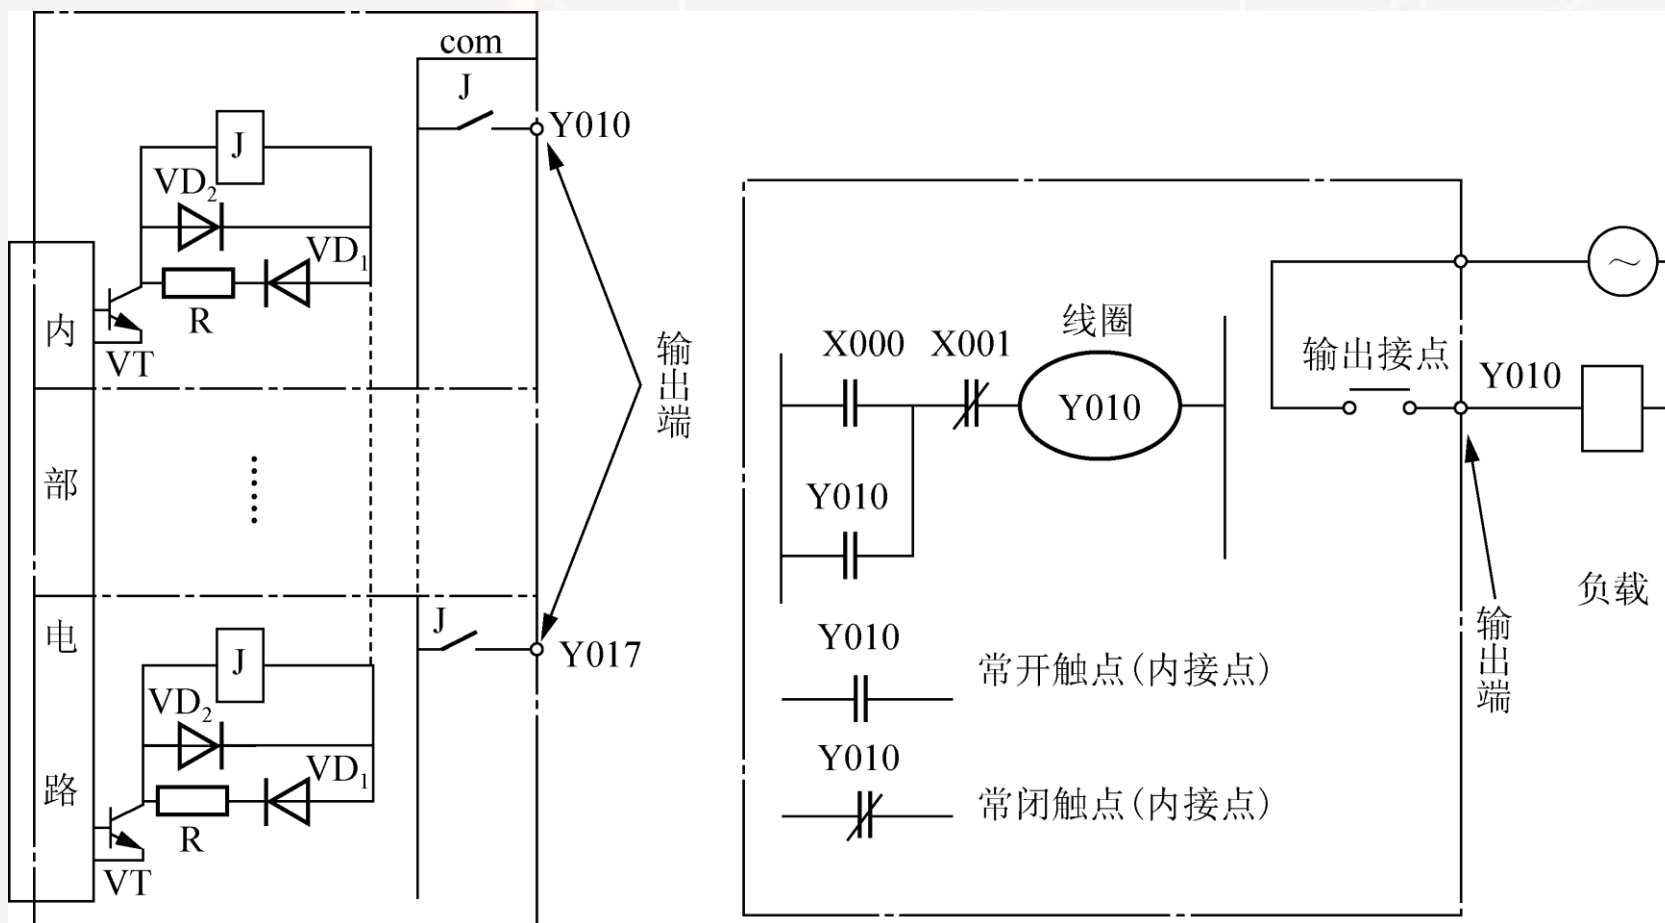 com
J
Y010
J
VD2
VD1
R
VT
内部电路
输出端
J
Y017
J
VD2
VD1
R
VT
线圈
X000
X001
Y010
Y010
输出接点
Y010
~
负载
输出端
Y010
常开触点(内接点)
Y010
常闭触点(内接点)